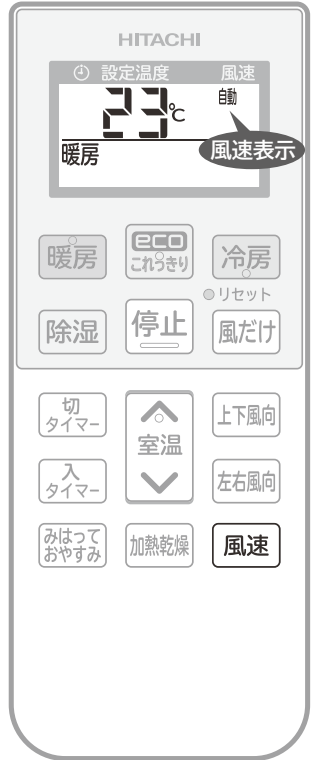 HITACHI
設定温度 風速
23℃ 自動
風速表示
暖房
暖房 eco これっきり 冷房
リセット
除湿 停止 風だけ
切タイマー 室温 上下風向
入タイマー 左右風向
みはっておやすみ 加熱乾燥 風速